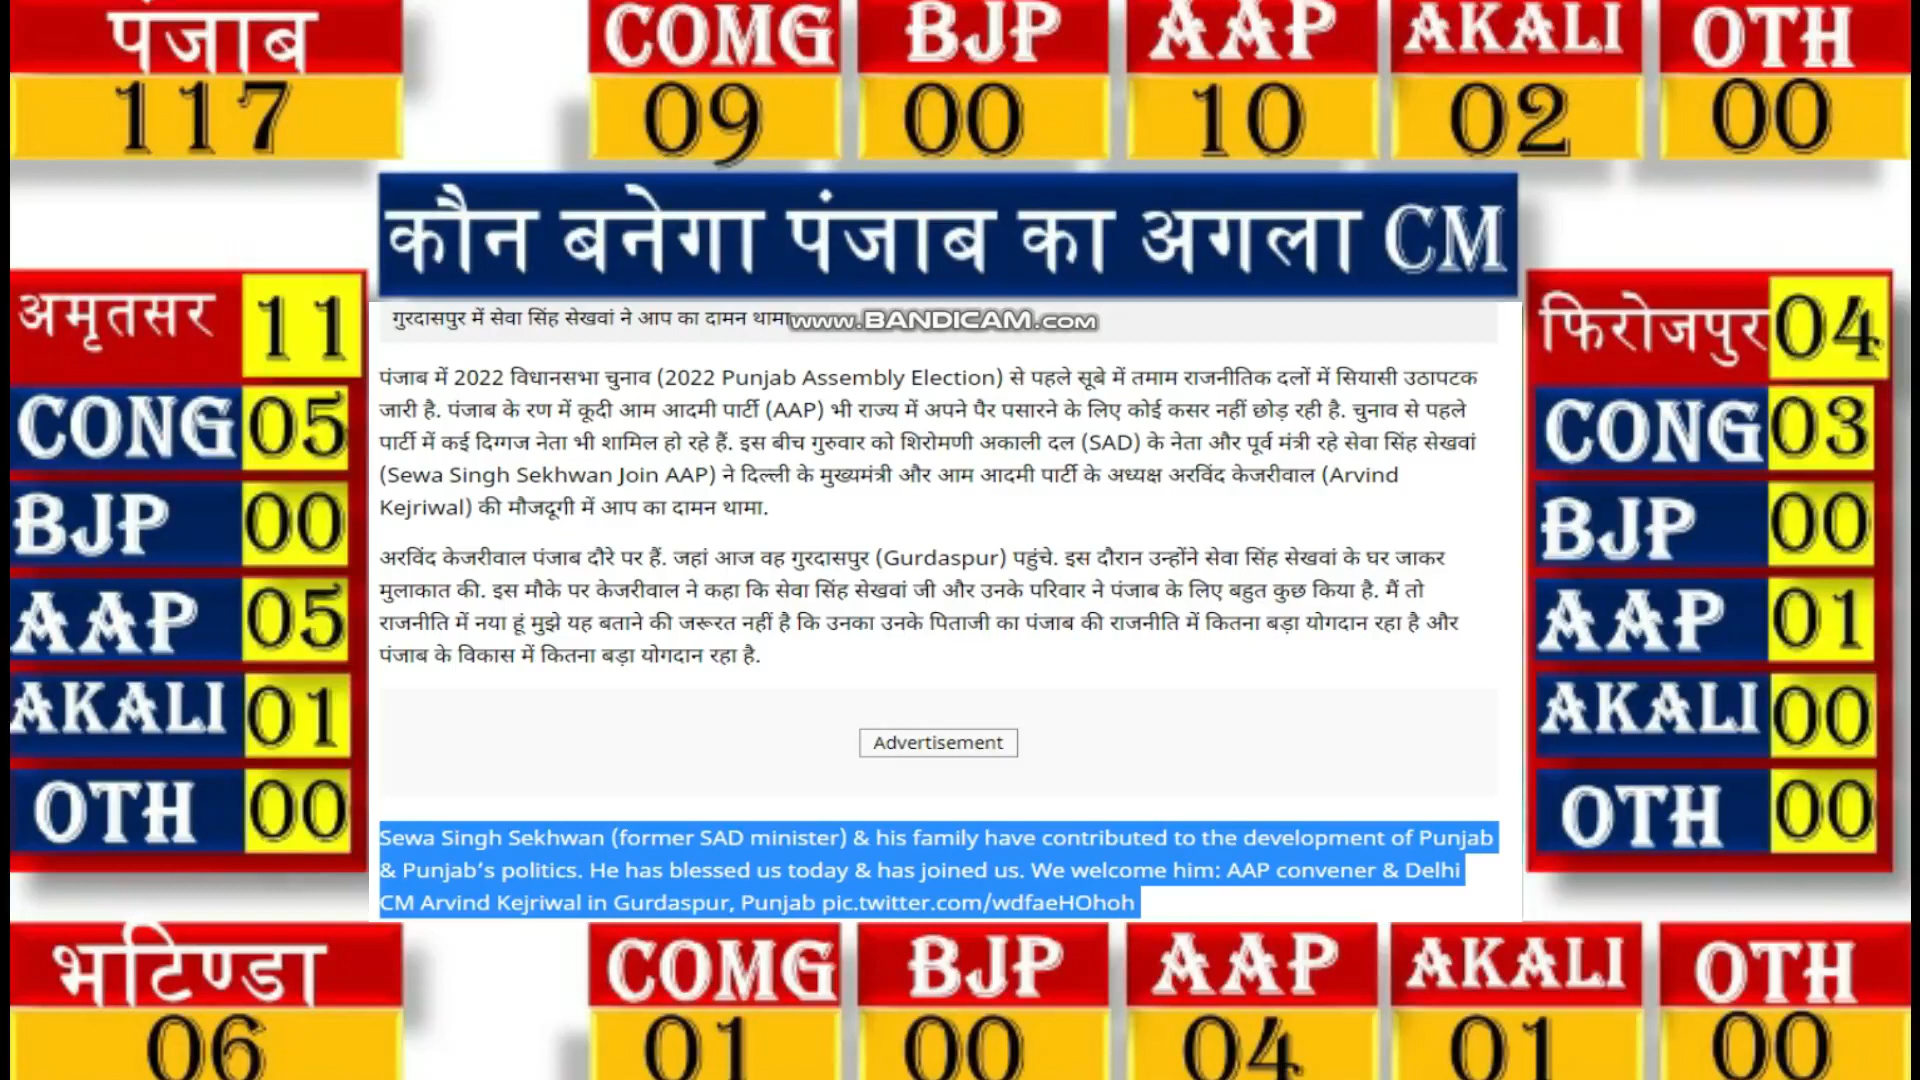 पंजाब
117
COMG
BJP
AAP
AKALI
OTH
09
00
10
02
00
कौन बनेगा पंजाब का अगला CM
अमृतसर 11
CONG 05
BJP 00
AAP 05
AKALI 01
OTH 00
गुरदासपुर में सेवा सिंह सेखवां ने आप का दामन थामा
www.BANDICAM.com
पंजाब में 2022 विधानसभा चुनाव (2022 Punjab Assembly Election) से पहले सूबे में तमाम राजनीतिक दलों में सियासी उठापटक
जारी है. पंजाब के रण में कूदी आम आदमी पार्टी (AAP) भी राज्य में अपने पैर पसारने के लिए कोई कसर नहीं छोड़ रही है. चुनाव से पहले
पार्टी में कई दिग्गज नेता भी शामिल हो रहे हैं. इस बीच गुरुवार को शिरोमणी अकाली दल (SAD) के नेता और पूर्व मंत्री रहे सेवा सिंह सेखवां
(Sewa Singh Sekhwan Join AAP) ने दिल्ली के मुख्यमंत्री और आम आदमी पार्टी के अध्यक्ष अरविंद केजरीवाल (Arvind
Kejriwal) की मौजदूगी में आप का दामन थामा.
अरविंद केजरीवाल पंजाब दौरे पर हैं. जहां आज वह गुरदासपुर (Gurdaspur) पहुंचे. इस दौरान उन्होंने सेवा सिंह सेखवां के घर जाकर
मुलाकात की. इस मौके पर केजरीवाल ने कहा कि सेवा सिंह सेखवां जी और उनके परिवार ने पंजाब के लिए बहुत कुछ किया है. मैं तो
राजनीति में नया हूं मुझे यह बताने की जरूरत नहीं है कि उनका उनके पिताजी का पंजाब की राजनीति में कितना बड़ा योगदान रहा है और
पंजाब के विकास में कितना बड़ा योगदान रहा है.
Advertisement
Sewa Singh Sekhwan (former SAD minister) & his family have contributed to the development of Punjab
& Punjab’s politics. He has blessed us today & has joined us. We welcome him: AAP convener & Delhi
CM Arvind Kejriwal in Gurdaspur, Punjab pic.twitter.com/wdfaeHOhoh
फिरोजपुर 04
CONG 03
BJP 00
AAP 01
AKALI 00
OTH 00
भटिण्डा
06
COMG
BJP
AAP
AKALI
OTH
01
00
04
01
00